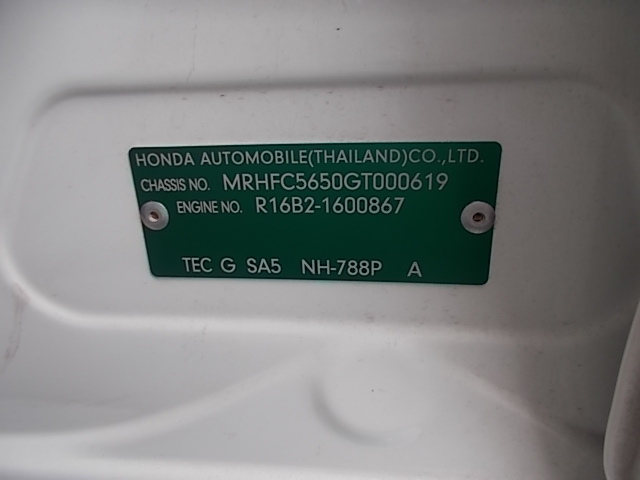 HONDA AUTOMOBILE(THAILAND)CO.,LTD.
CHASSIS NO. MRHFC5650GT000619
ENGINE NO. R16B2-1600867
TEC G SA5 NH-788P A